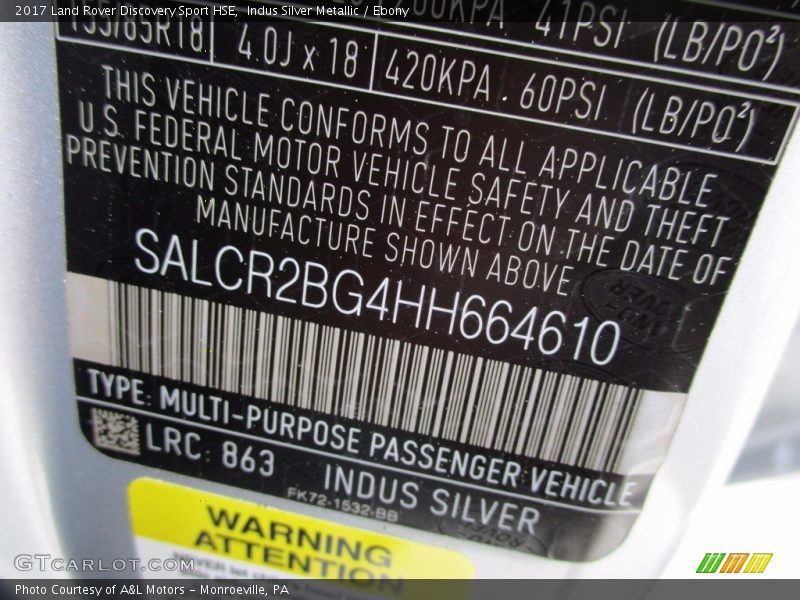 2017 Land Rover Discovery Sport HSE,  Indus Silver Metallic / Ebony
41PSI (LB/PO²)
4.0J x 18 420KPA . 60PSI (LB/PO²)
THIS VEHICLE CONFORMS TO ALL APPLICABLE
U.S. FEDERAL MOTOR VEHICLE SAFETY AND THEFT
PREVENTION STANDARDS IN EFFECT ON THE DATE OF
MANUFACTURE SHOWN ABOVE
SALCR2BG4HH664610
TYPE: MULTI-PURPOSE PASSENGER VEHICLE
LRC: 863 INDUS SILVER
FK72-1532-BB
WARNING
ATTENTION
GTCarLot.com
Photo Courtesy of A&L Motors – Monroeville, PA